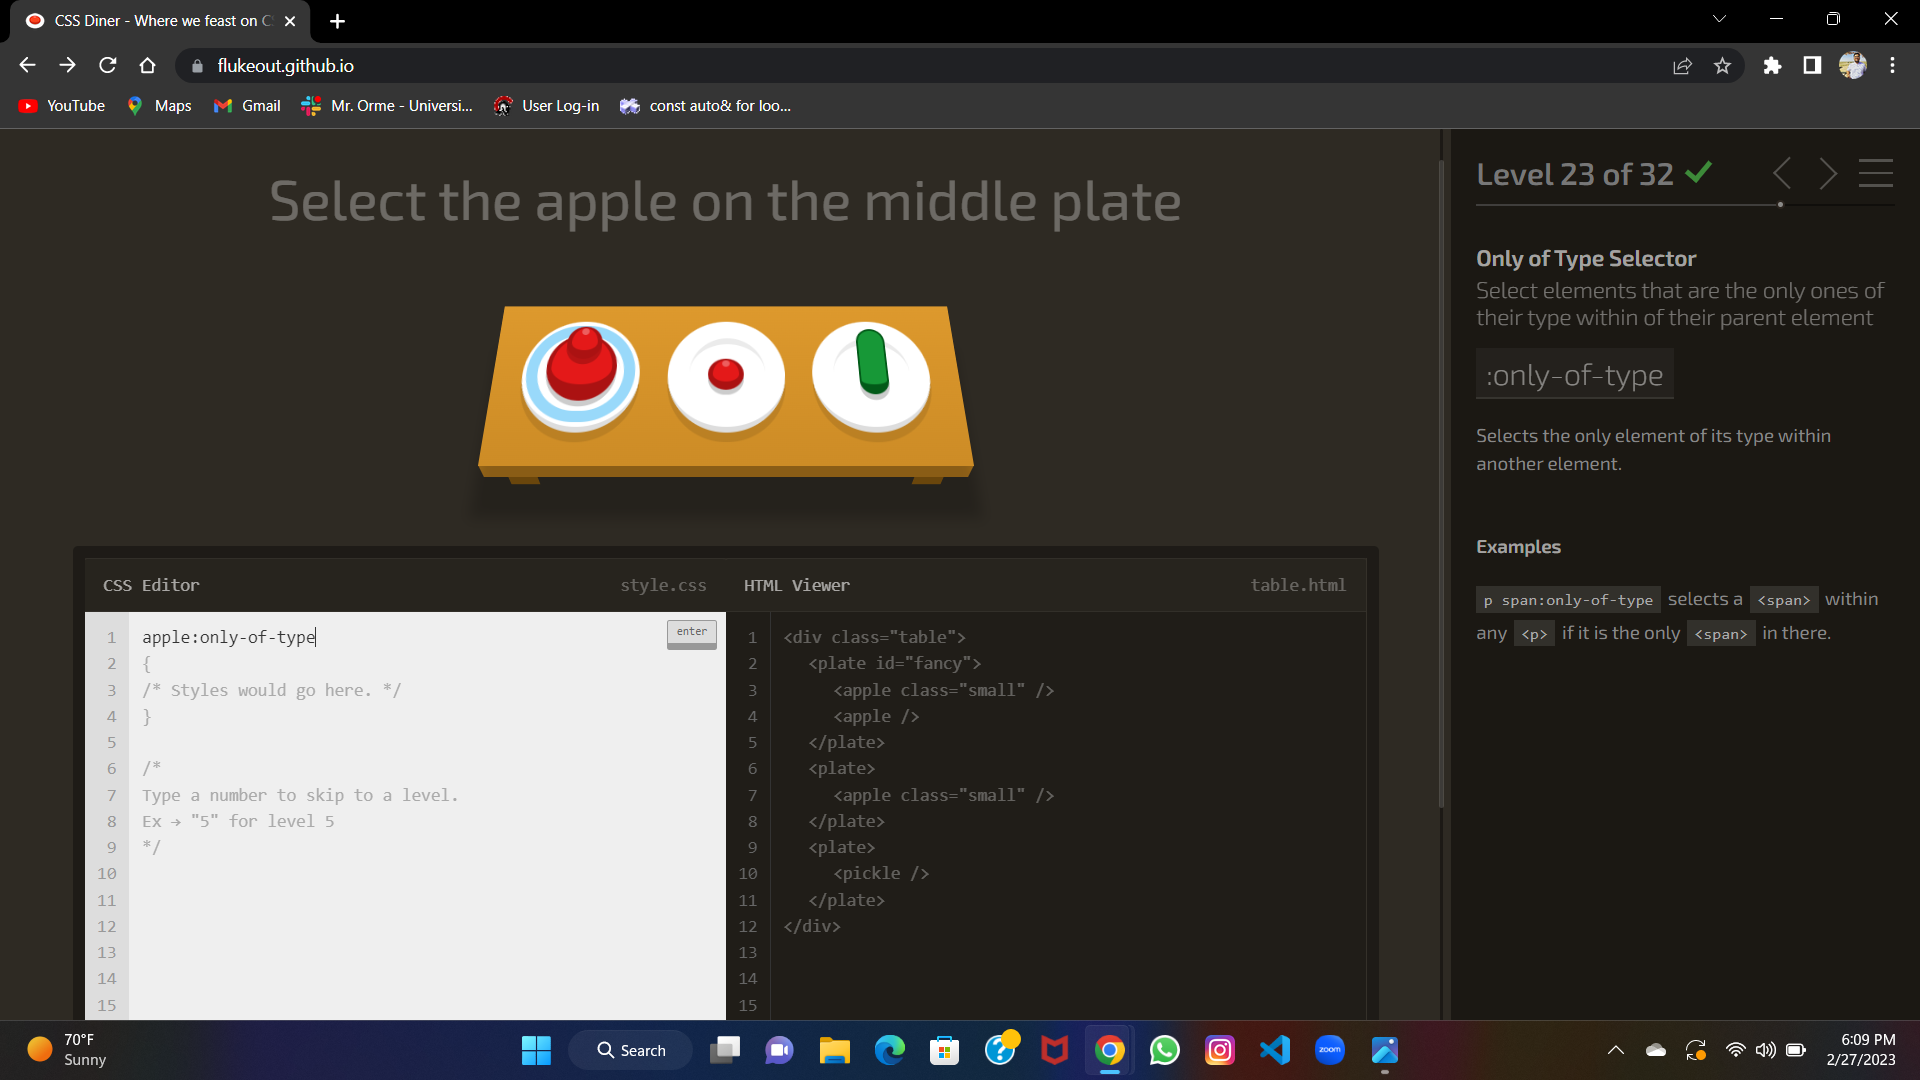 CSS Diner - Where we feast on C
flukeout.github.io
YouTube
Maps
Gmail
Mr. Orme - Universi...
User Log-in
const auto& for loo...
Select the apple on the middle plate
CSS Editor
style.css
1 apple:only-of-type
enter
2 {
3 /* Styles would go here. */
4 }
5
6 /*
7 Type a number to skip to a level.
8 Ex → "5" for level 5
9 */
10
11
12
13
14
15
HTML Viewer
table.html
1 <div class="table">
2 <plate id="fancy">
3 <apple class="small" />
4 <apple />
5 </plate>
6 <plate>
7 <apple class="small" />
8 </plate>
9 <plate>
10 <pickle />
11 </plate>
12 </div>
13
14
15
Level 23 of 32
Only of Type Selector
Select elements that are the only ones of
their type within of their parent element
:only-of-type
Selects the only element of its type within
another element.
Examples
p span:only-of-type selects a <span> within
any <p> if it is the only <span> in there.
70°F
Sunny
Search
zoom
6:09 PM
2/27/2023